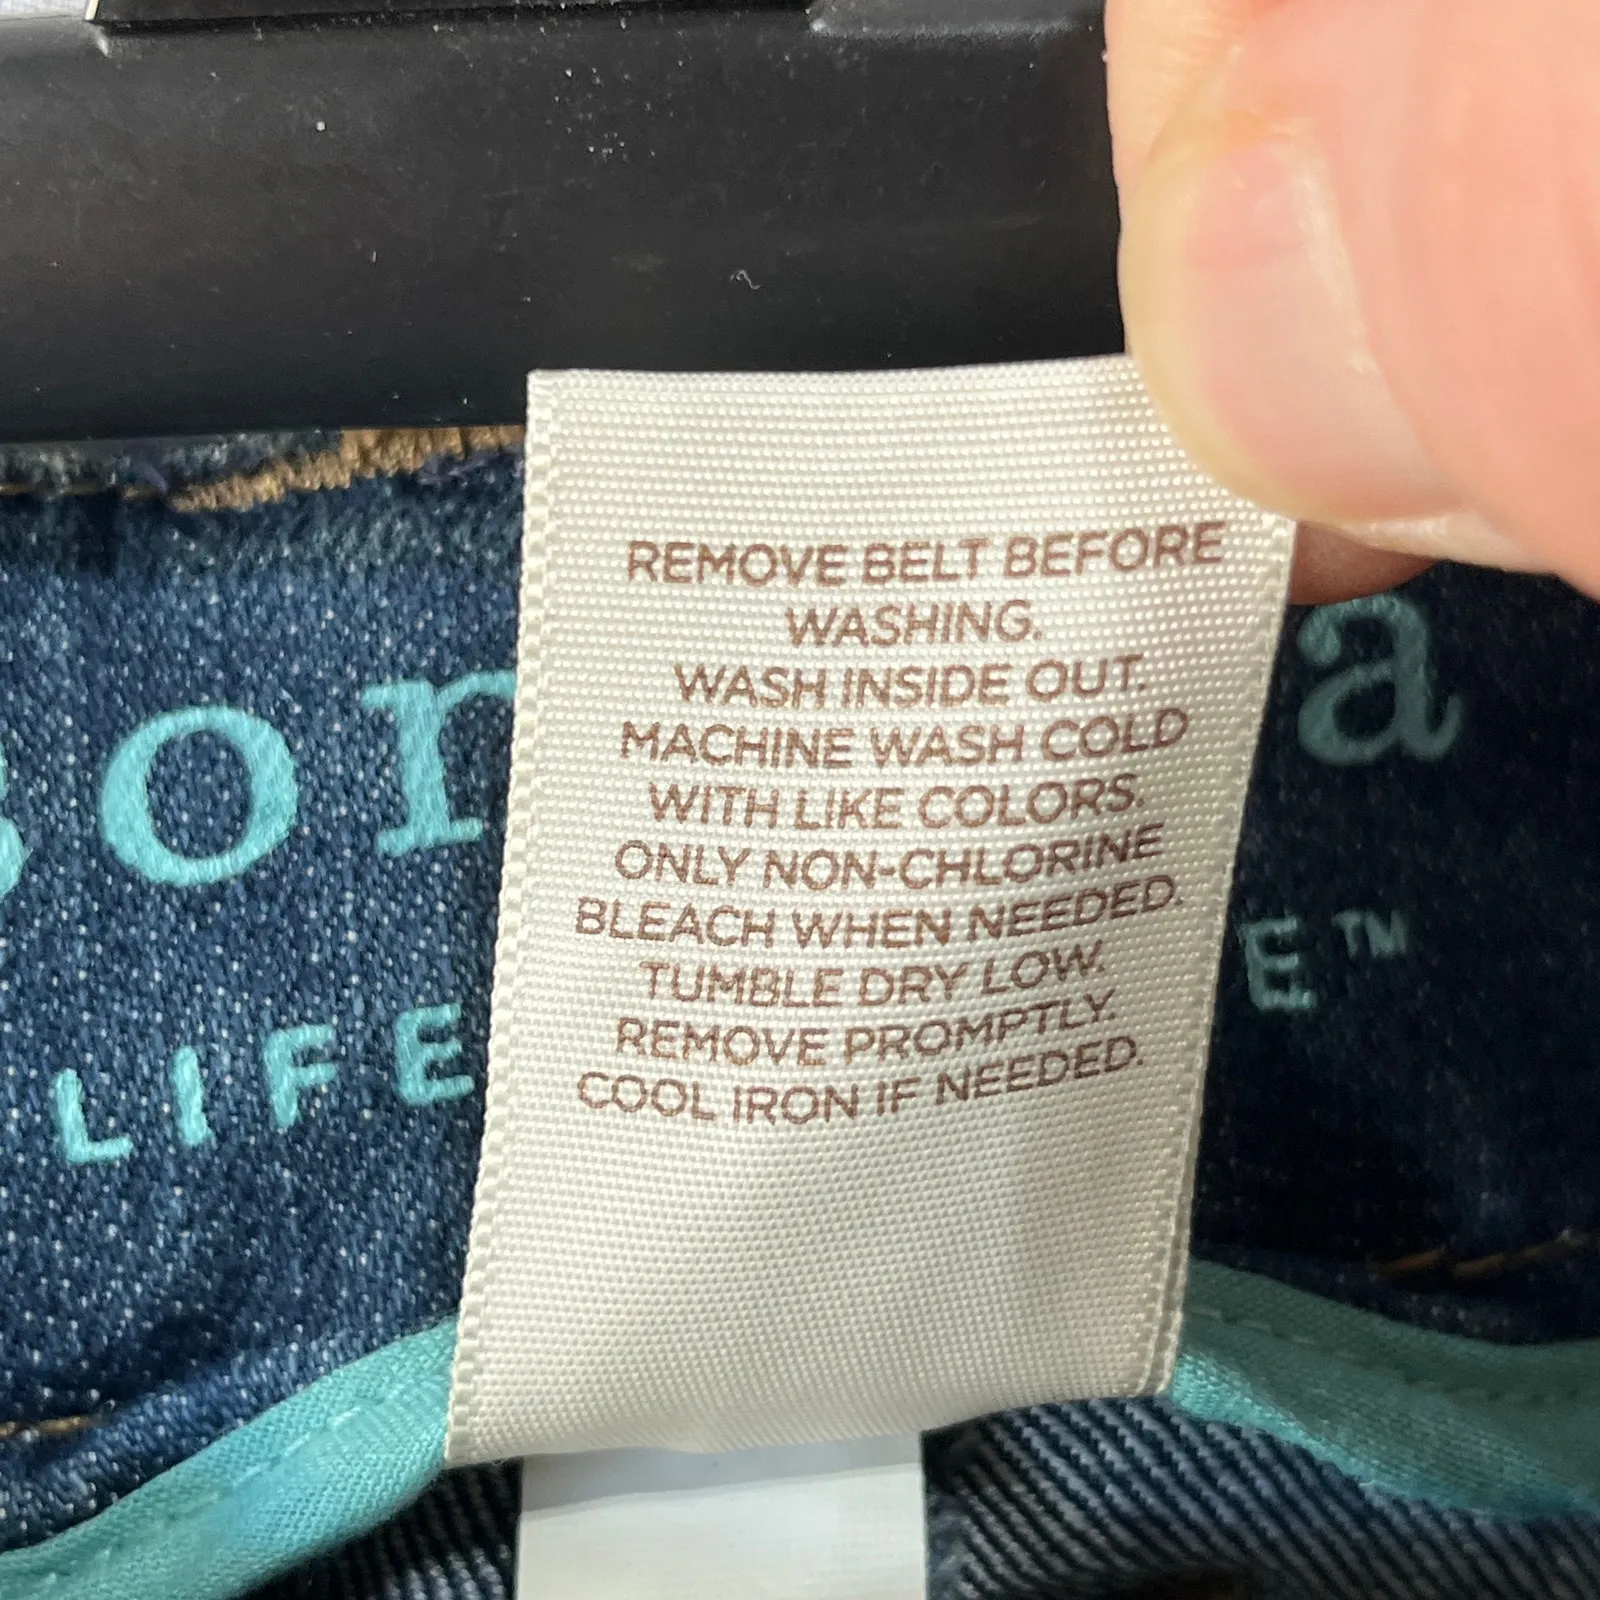 REMOVE BELT BEFORE
WASHING.
WASH INSIDE OUT.
MACHINE WASH COLD
WITH LIKE COLORS.
ONLY NON-CHLORINE
BLEACH WHEN NEEDED.
TUMBLE DRY LOW.
REMOVE PROMPTLY.
COOL IRON IF NEEDED.
LIFE